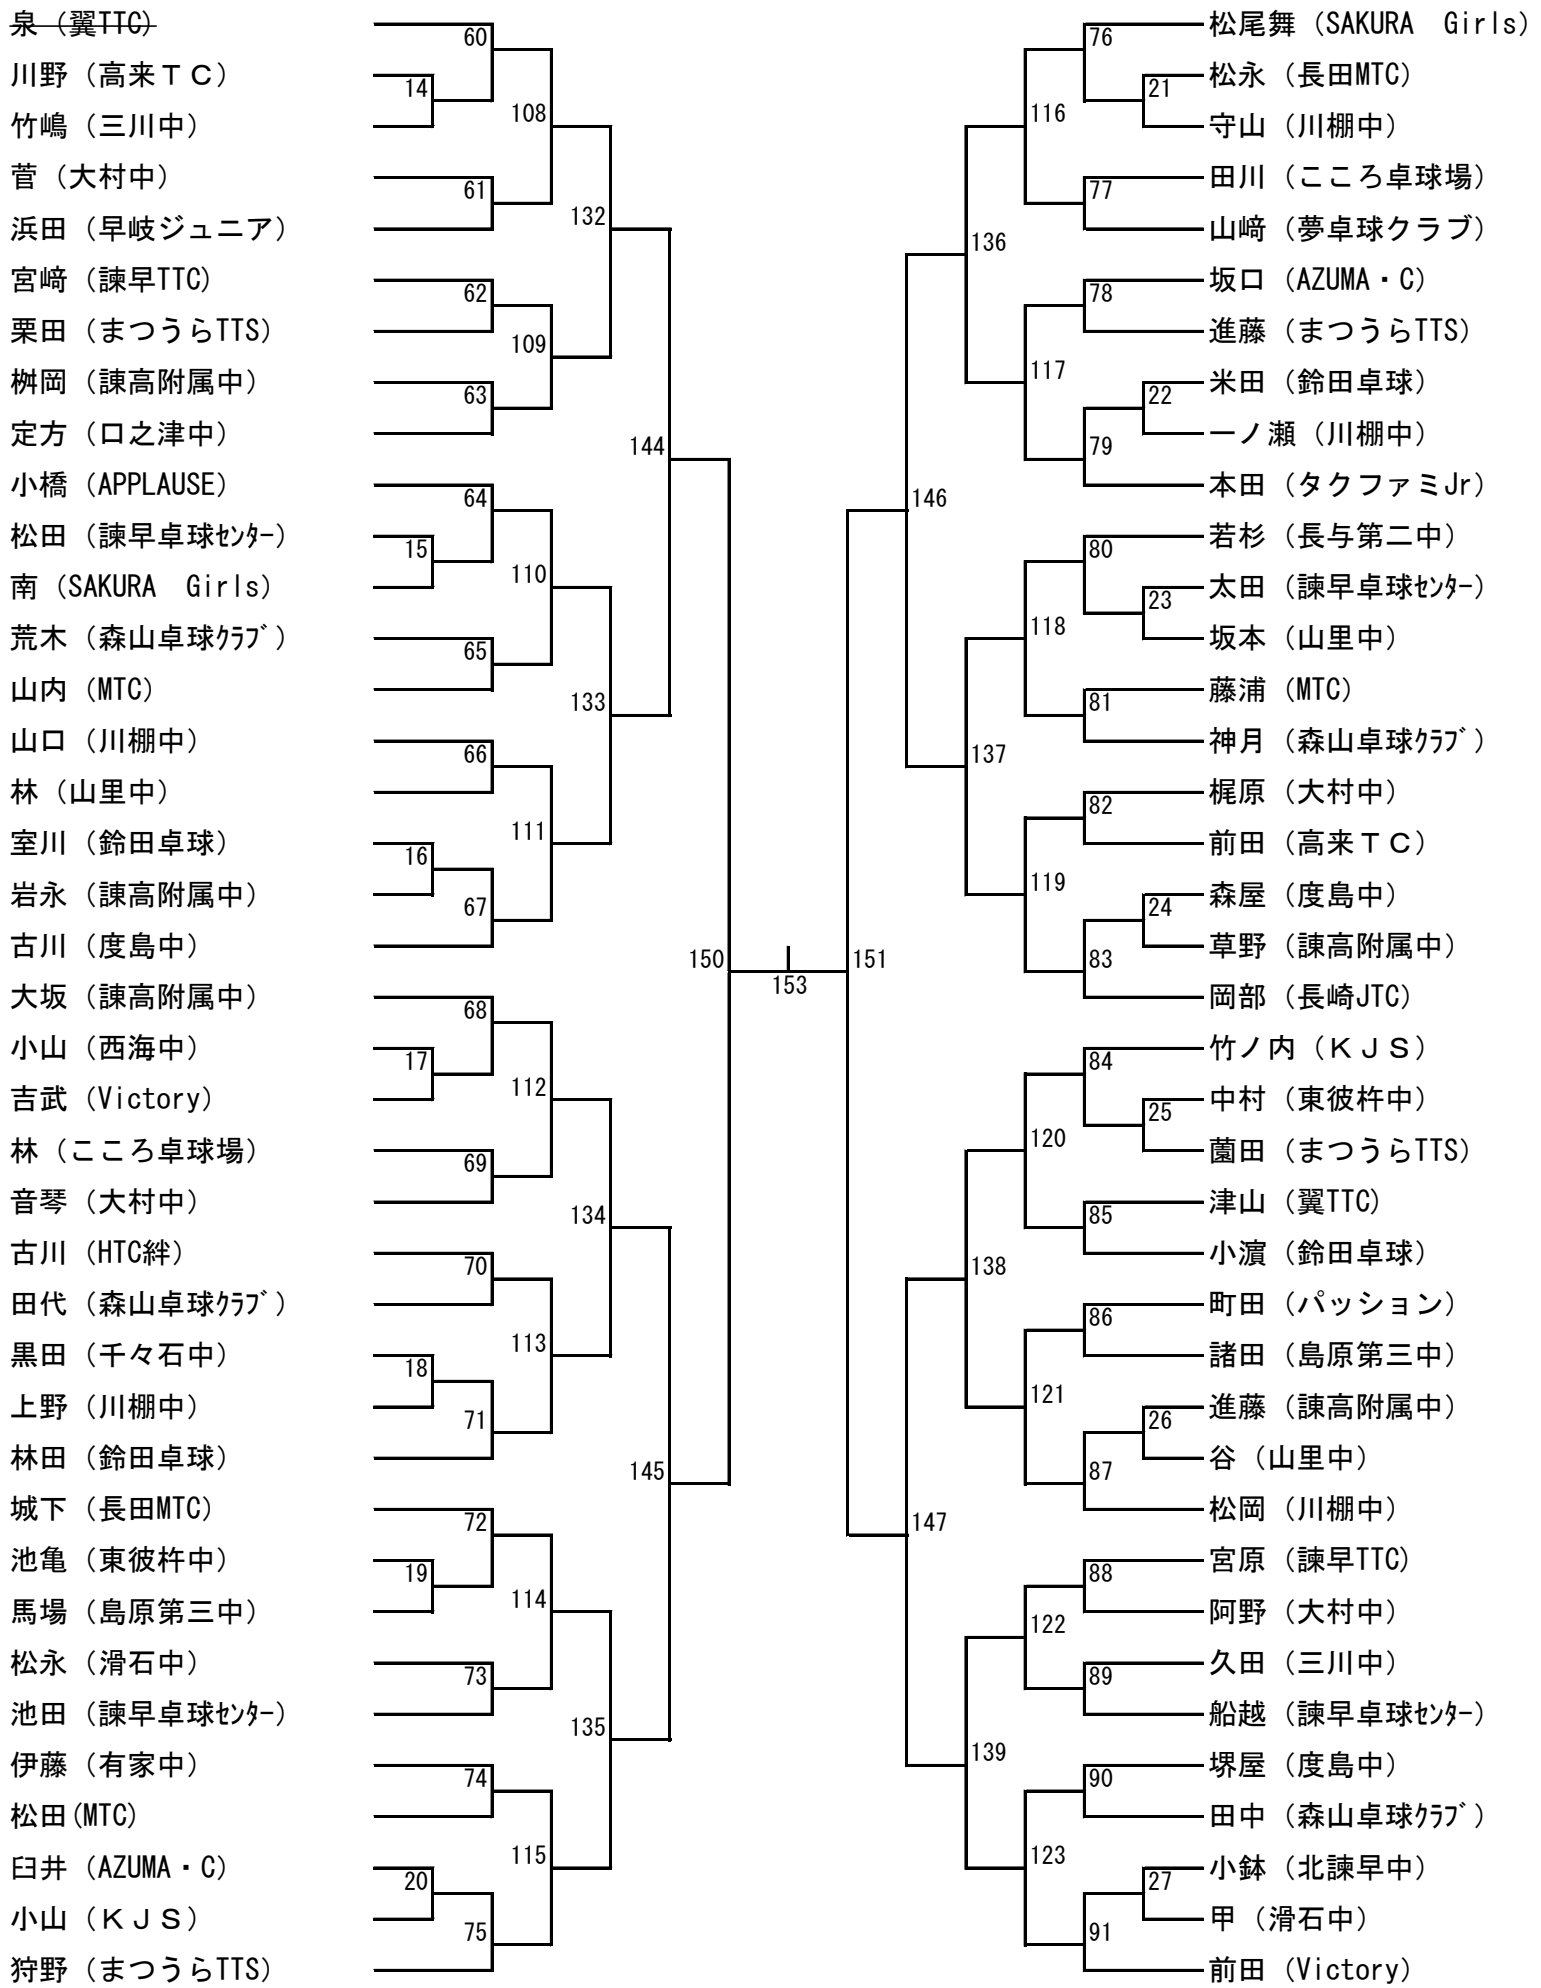 泉（翼TTC）
川野（高来ＴＣ）
竹嶋（三川中）
菅（大村中）
浜田（早岐ジュニア）
宮﨑（諫早TTC）
栗田（まつうらTTS）
桝岡（諫高附属中）
定方（口之津中）
小橋（APPLAUSE）
松田（諫早卓球ｾﾝﾀｰ）
南（SAKURA　Girls）
荒木（森山卓球ｸﾗﾌﾞ）
山内（MTC）
山口（川棚中）
林（山里中）
室川（鈴田卓球）
岩永（諫高附属中）
古川（度島中）
大坂（諫高附属中）
小山（西海中）
吉武（Victory）
林（こころ卓球場）
音琴（大村中）
古川（HTC絆）
田代（森山卓球ｸﾗﾌﾞ）
黒田（千々石中）
上野（川棚中）
林田（鈴田卓球）
城下（長田MTC）
池亀（東彼杵中）
馬場（島原第三中）
松永（滑石中）
池田（諫早卓球ｾﾝﾀｰ）
伊藤（有家中）
松田(MTC)
臼井（AZUMA・C）
小山（ＫＪＳ）
狩野（まつうらTTS）
14
15
16
17
18
19
20
60
61
62
63
64
65
66
67
68
69
70
71
72
73
74
75
108
109
110
111
112
113
114
115
132
133
134
135
144
145
150
153
151
146
147
136
137
138
139
116
117
118
119
120
121
122
123
76
77
78
79
80
81
82
83
84
85
86
87
88
89
90
91
21
22
23
24
25
26
27
松尾舞（SAKURA　Girls）
松永（長田MTC）
守山（川棚中）
田川（こころ卓球場）
山﨑（夢卓球クラブ）
坂口（AZUMA・C）
進藤（まつうらTTS）
米田（鈴田卓球）
一ノ瀬（川棚中）
本田（タクファミJr）
若杉（長与第二中）
太田（諫早卓球ｾﾝﾀｰ）
坂本（山里中）
藤浦（MTC）
神月（森山卓球ｸﾗﾌﾞ）
梶原（大村中）
前田（高来ＴＣ）
森屋（度島中）
草野（諫高附属中）
岡部（長崎JTC）
竹ノ内（ＫＪＳ）
中村（東彼杵中）
薗田（まつうらTTS）
津山（翼TTC）
小濵（鈴田卓球）
町田（パッション）
諸田（島原第三中）
進藤（諫高附属中）
谷（山里中）
松岡（川棚中）
宮原（諫早TTC）
阿野（大村中）
久田（三川中）
船越（諫早卓球ｾﾝﾀｰ）
堺屋（度島中）
田中（森山卓球ｸﾗﾌﾞ）
小鉢（北諫早中）
甲（滑石中）
前田（Victory）